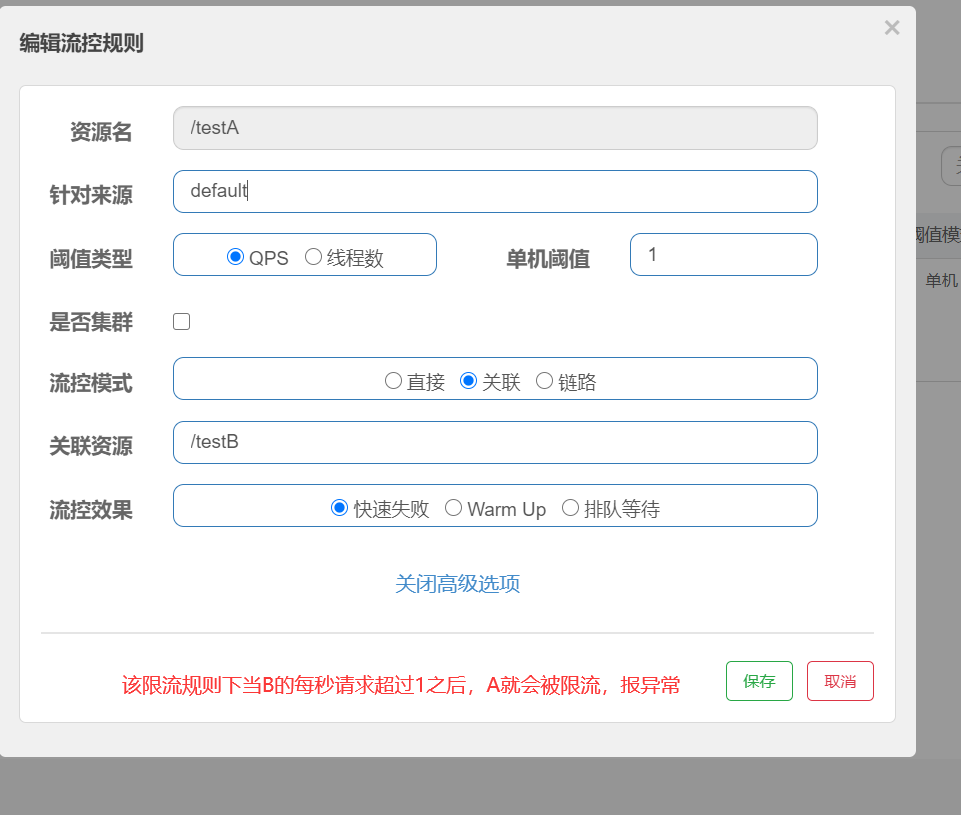 编辑流控规则 ×
资源名 /testA
针对来源 default
阈值类型 QPS 线程数 单机阈值 1
是否集群
流控模式 直接 关联 链路
关联资源 /testB
流控效果 快速失败 Warm Up 排队等待
关闭高级选项
该限流规则下当B的每秒请求超过1之后，A就会被限流，报异常 保存 取消
阈值模
单机